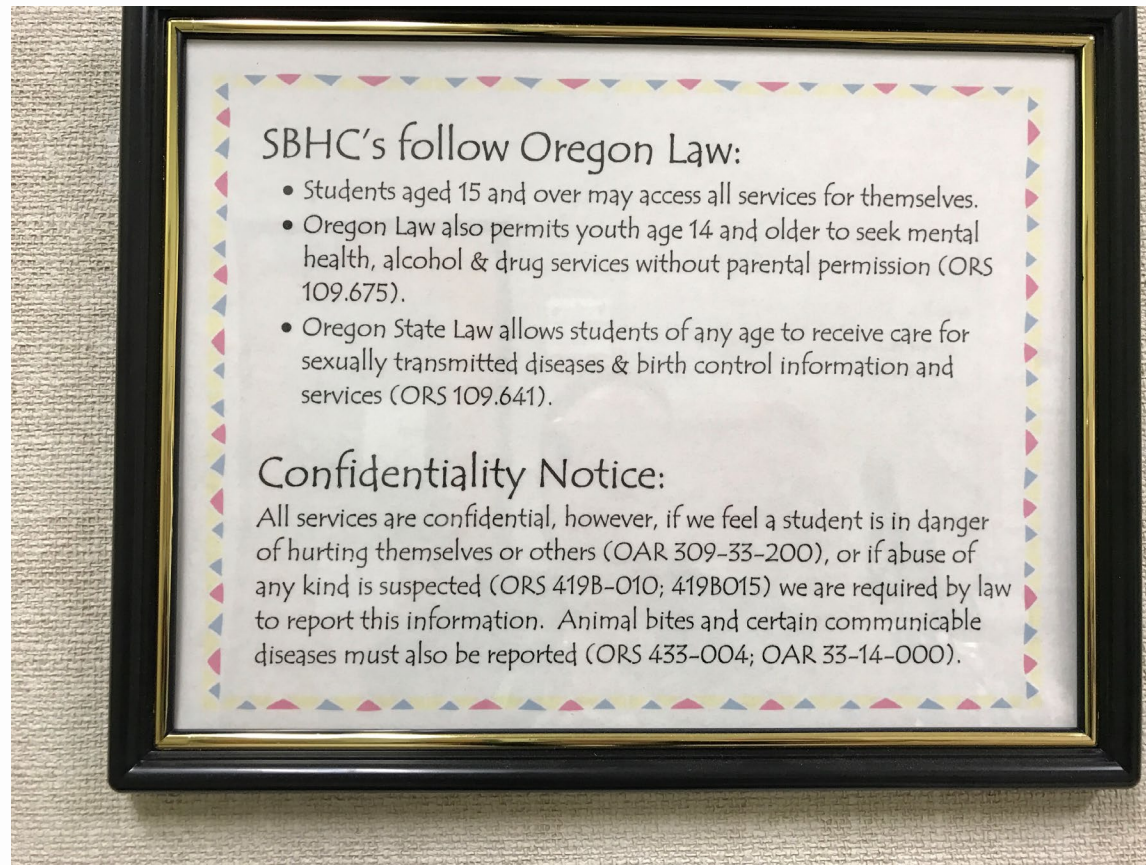 SBHC's follow Oregon Law:
• Students aged 15 and over may access all services for themselves.
• Oregon Law also permits youth age 14 and older to seek mental
health, alcohol & drug services without parental permission (ORS
109.675).
• Oregon State Law allows students of any age to receive care for
sexually transmitted diseases & birth control information and
services (ORS 109.641).
Confidentiality Notice:
All services are confidential, however, if we feel a student is in danger
of hurting themselves or others (OAR 309-33-200), or if abuse of
any kind is suspected (ORS 419B-010; 419B015) we are required by law
to report this information. Animal bites and certain communicable
diseases must also be reported (ORS 433-004; OAR 33-14-000).